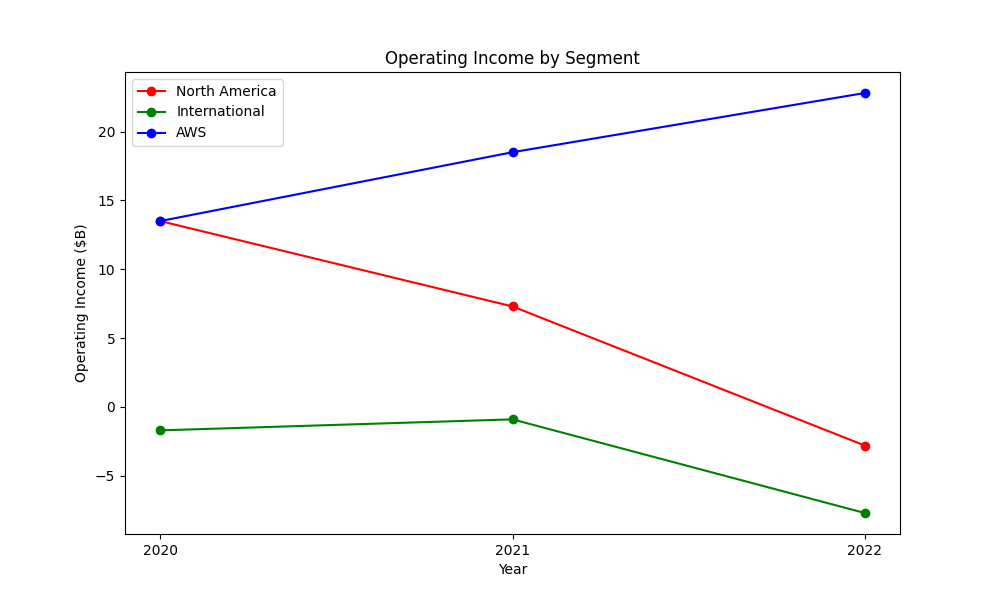 Operating Income by Segment
North America
International
AWS
Operating Income ($B)
20
15
10
5
0
−5
2020
2021
2022
Year